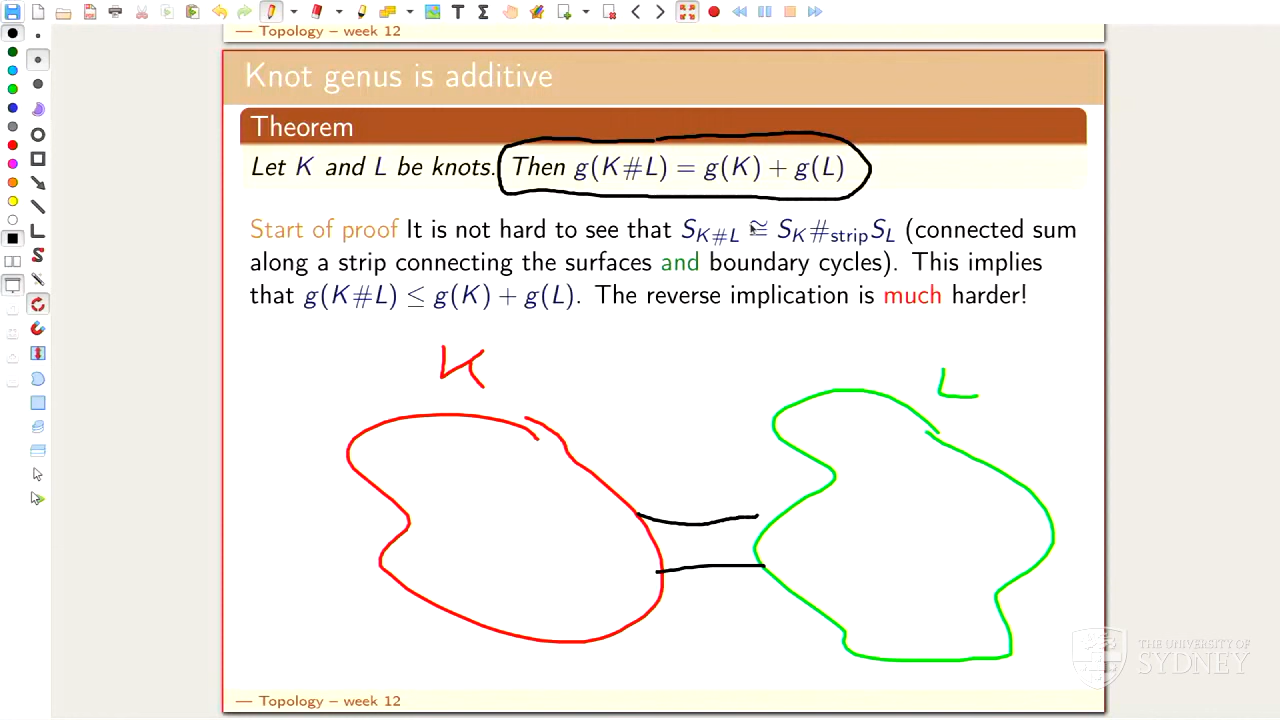 — Topology – week 12
Knot genus is additive
Theorem
Let K and L be knots. Then g(K#L) = g(K) + g(L)
Start of proof It is not hard to see that S_{K#L} ≅ S_K #_{strip} S_L (connected sum
along a strip connecting the surfaces and boundary cycles). This implies
that g(K#L) ≤ g(K) + g(L). The reverse implication is much harder!
K
L
THE UNIVERSITY OF
SYDNEY
— Topology – week 12